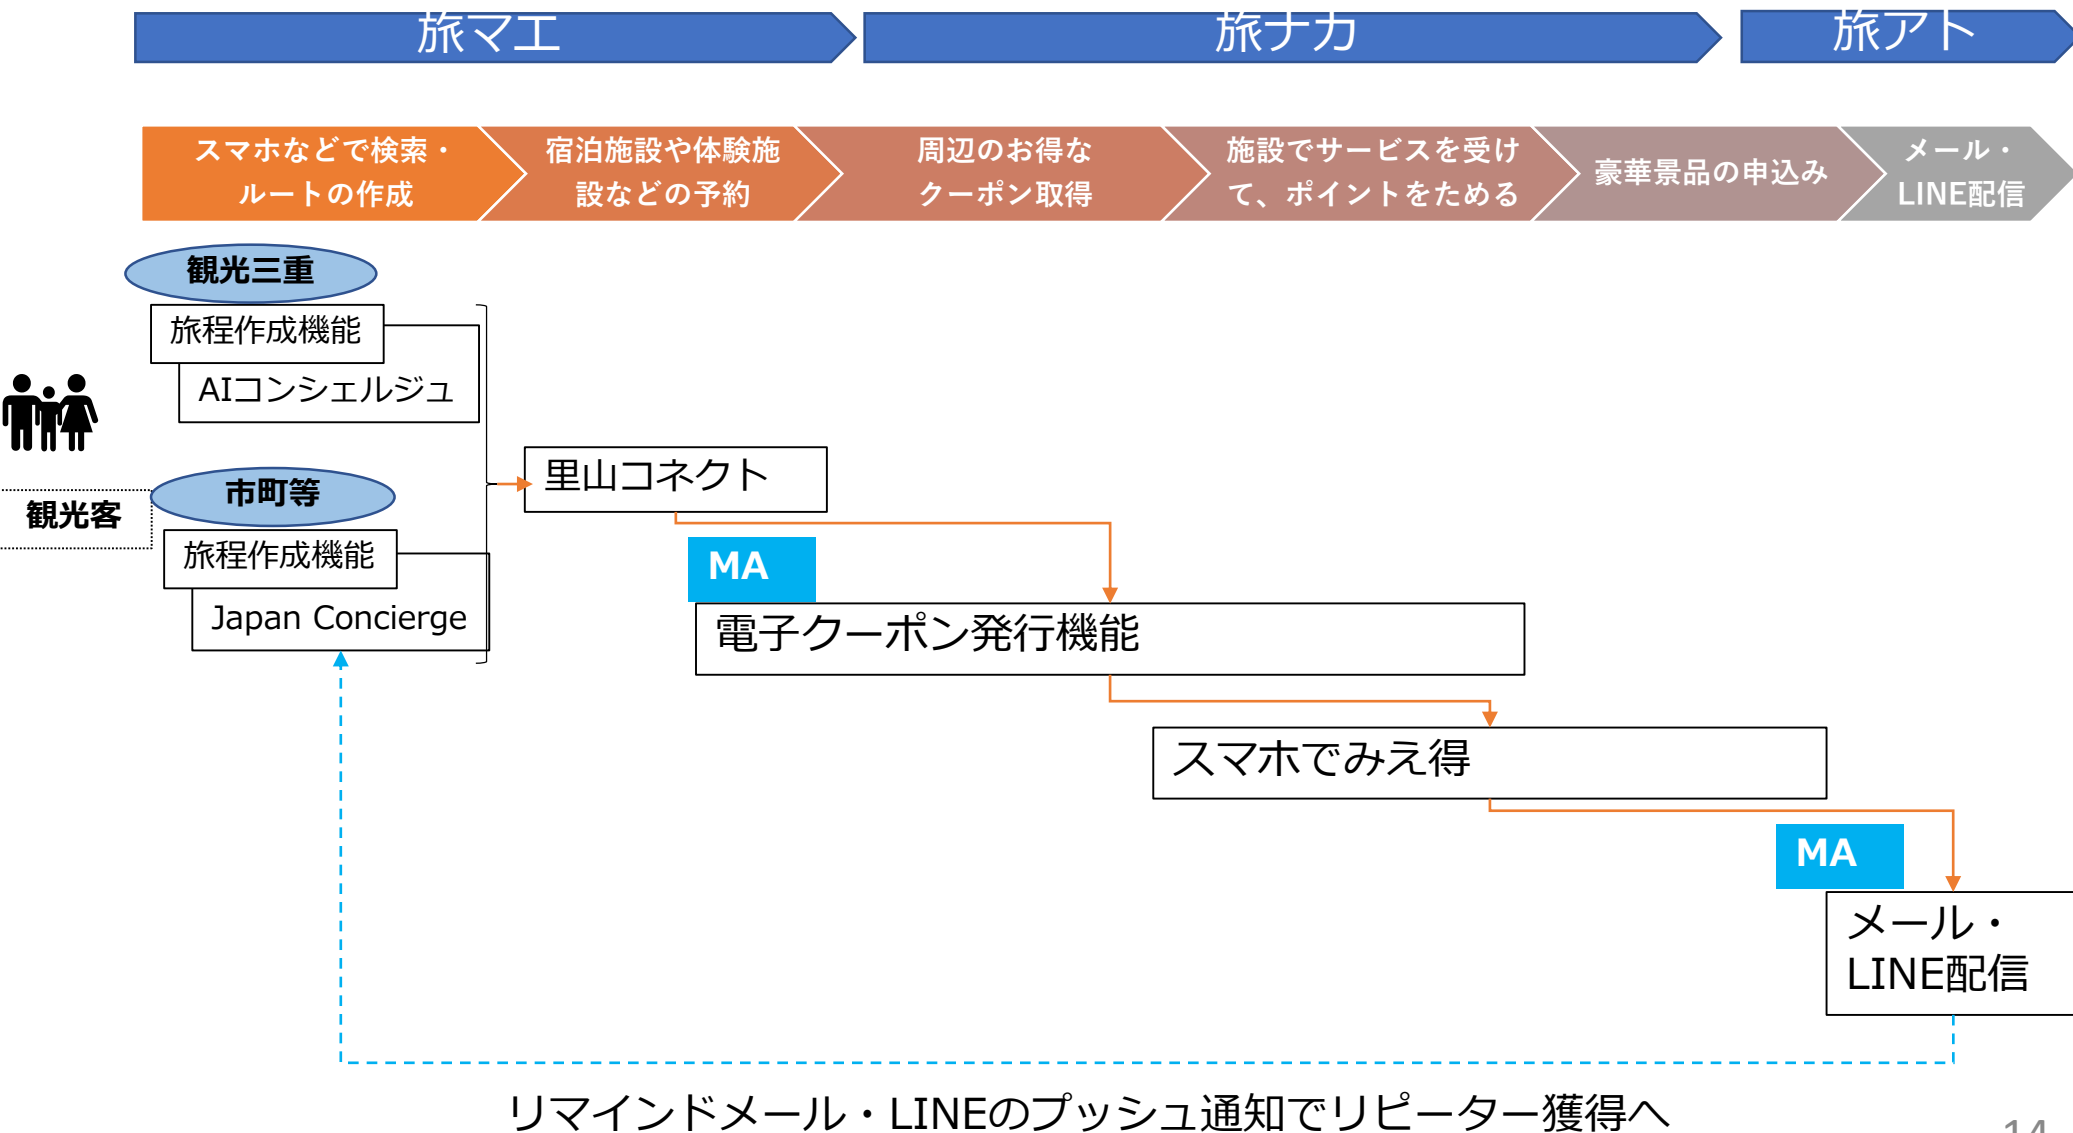 旅マエ
旅ナカ
旅アト
スマホなどで検索・
ルートの作成
宿泊施設や体験施
設などの予約
周辺のお得な
クーポン取得
施設でサービスを受け
て、ポイントをためる
豪華景品の申込み
メール・
LINE配信
観光三重
旅程作成機能
AIコンシェルジュ
観光客
市町等
旅程作成機能
Japan Concierge
里山コネクト
MA
電子クーポン発行機能
スマホでみえ得
MA
メール・
LINE配信
リマインドメール・LINEのプッシュ通知でリピーター獲得へ
14